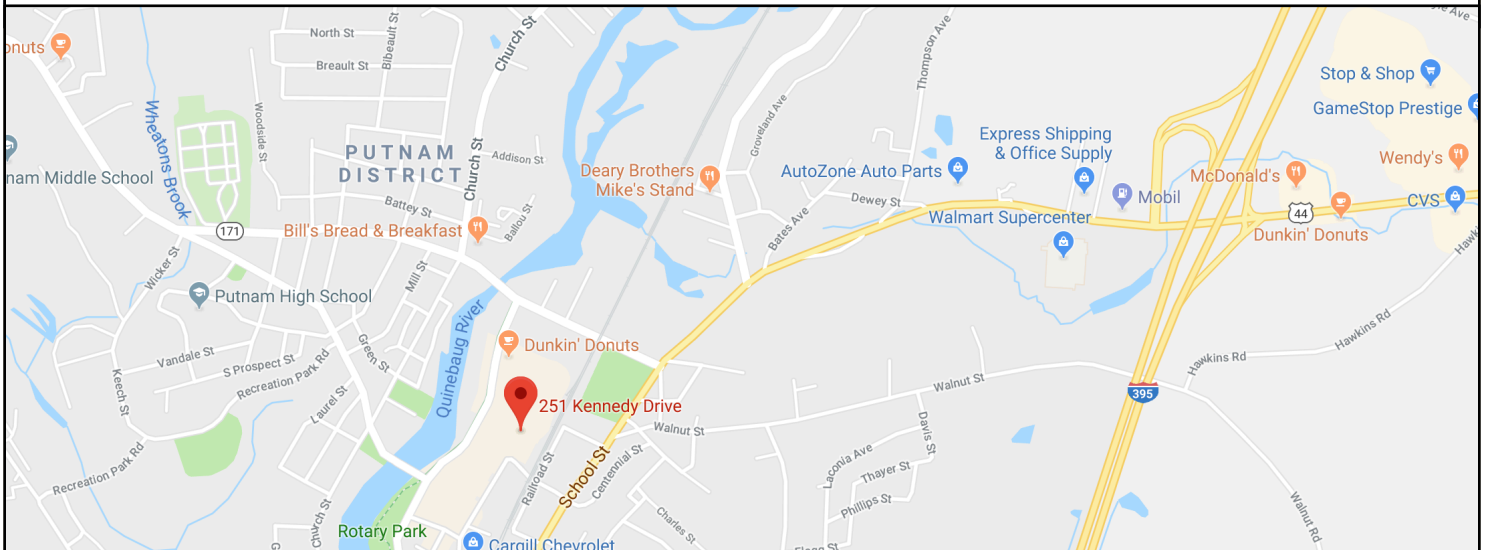 onuts
North St
Bibeault St
Church St
Breault St
Thompson Ave
Stop & Shop
GameStop Prestige
Wheatons Brook
Woodside St
Groveland Ave
Express Shipping
& Office Supply
PUTNAM
DISTRICT
Church St
Addison St
nam Middle School
Deary Brothers
Mike's Stand
AutoZone Auto Parts
Wendy's
McDonald's
Mobil
CVS
Battey St
Ballou St
Dewey St
Walmart Supercenter
44
Dunkin' Donuts
171
Bill's Bread & Breakfast
Bates Ave
Hawk
Wicker St
Mill St
Putnam High School
Quinebaug River
Dunkin' Donuts
Green St
Vandale St
S Prospect St
Recreation Park Rd
Keech St
Laurel St
Hawkins Rd
Hawkins Rd
Walnut St
395
251 Kennedy Drive
Walnut St
Davis St
School St
Centennial St
Railroad St
Laconia Ave
Thayer St
Phillips St
Recreation Park Rd
Church St
Charles St
Walnut Rd
Rotary Park
Cargill Chevrolet